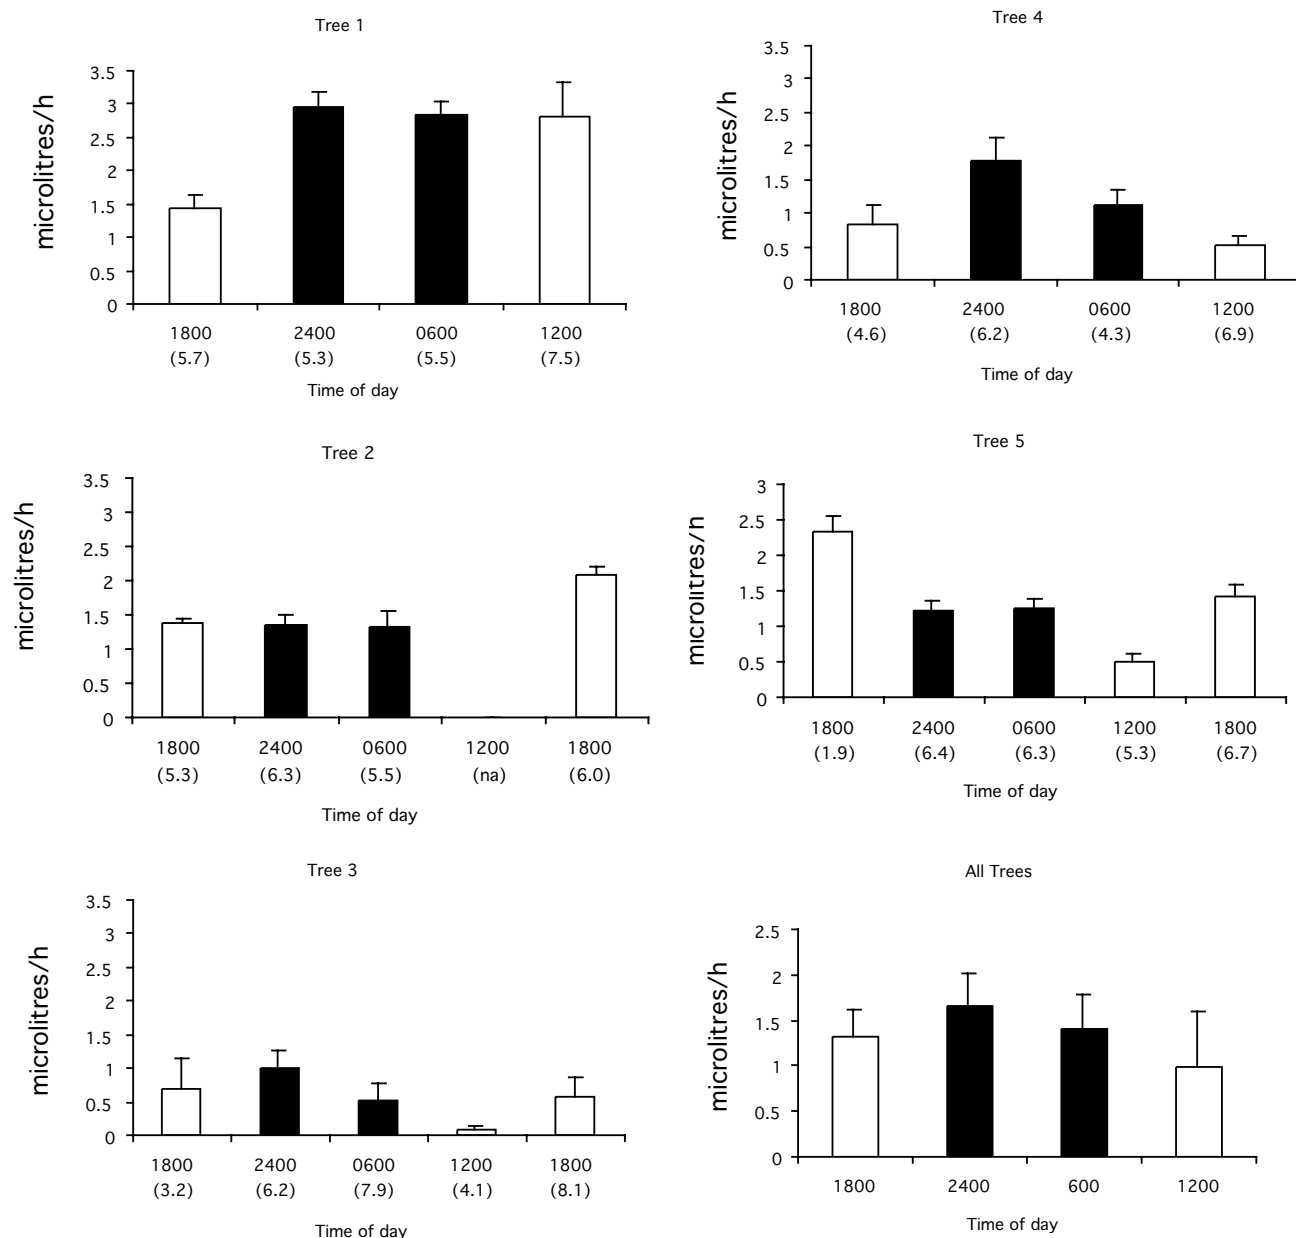 Tree 1
microlitres/h
3.5
3
2.5
2
1.5
1
0.5
0
1800 2400 0600 1200
(5.7) (5.3) (5.5) (7.5)
Time of day
Tree 4
microlitres/h
3.5
3
2.5
2
1.5
1
0.5
0
1800 2400 0600 1200
(4.6) (6.2) (4.3) (6.9)
Time of day
Tree 2
microlitres/h
3.5
3
2.5
2
1.5
1
0.5
0
1800 2400 0600 1200 1800
(5.3) (6.3) (5.5) (na) (6.0)
Time of day
Tree 5
microlitres/h
3
2.5
2
1.5
1
0.5
0
1800 2400 0600 1200 1800
(1.9) (6.4) (6.3) (5.3) (6.7)
Time of day
Tree 3
microlitres/h
3.5
3
2.5
2
1.5
1
0.5
0
1800 2400 0600 1200 1800
(3.2) (6.2) (7.9) (4.1) (8.1)
Time of day
All Trees
microlitres/h
2.5
2
1.5
1
0.5
0
1800 2400 600 1200
Time of day